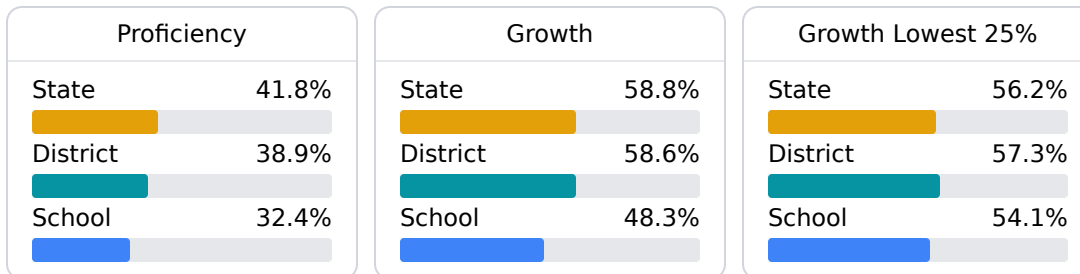 Proficiency
State 41.8%
District 38.9%
School 32.4%
Growth
State 58.8%
District 58.6%
School 48.3%
Growth Lowest 25%
State 56.2%
District 57.3%
School 54.1%